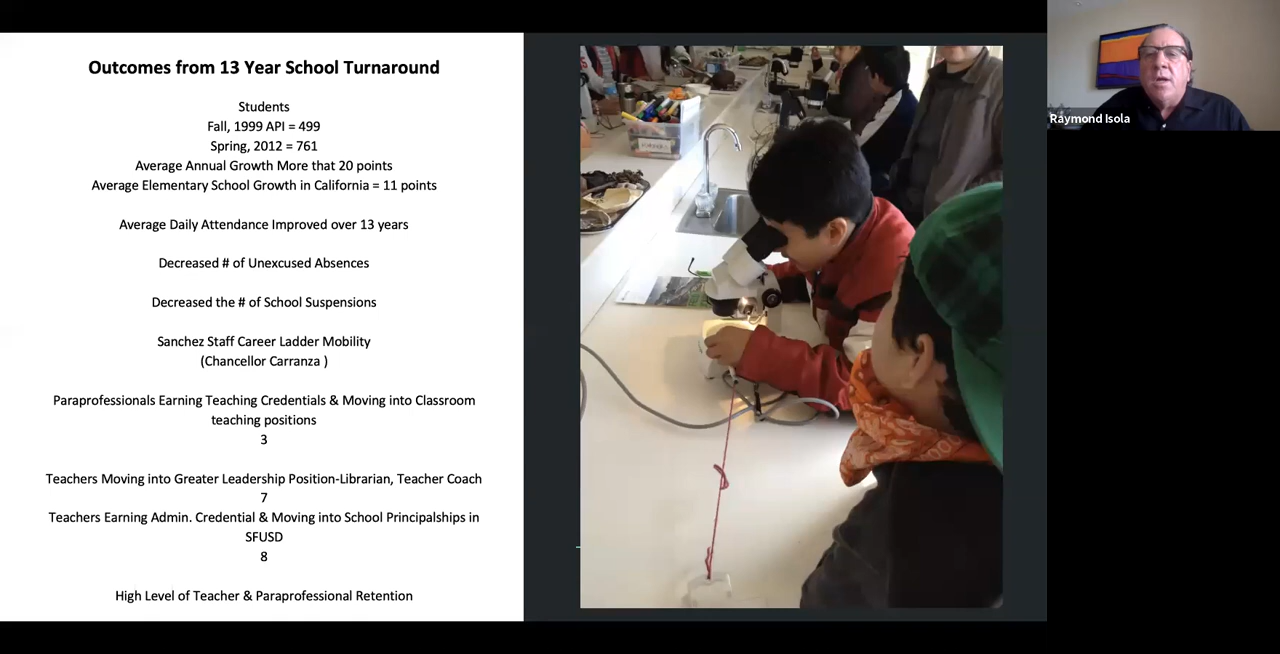 Outcomes from 13 Year School Turnaround
Students
Fall, 1999 API = 499
Spring, 2012 = 761
Average Annual Growth More that 20 points
Average Elementary School Growth in California = 11 points
Average Daily Attendance Improved over 13 years
Decreased # of Unexcused Absences
Decreased the # of School Suspensions
Sanchez Staff Career Ladder Mobility
(Chancellor Carranza )
Paraprofessionals Earning Teaching Credentials & Moving into Classroom
teaching positions
3
Teachers Moving into Greater Leadership Position-Librarian, Teacher Coach
7
Teachers Earning Admin. Credential & Moving into School Principalships in
SFUSD
8
High Level of Teacher & Paraprofessional Retention
Raymond Isola